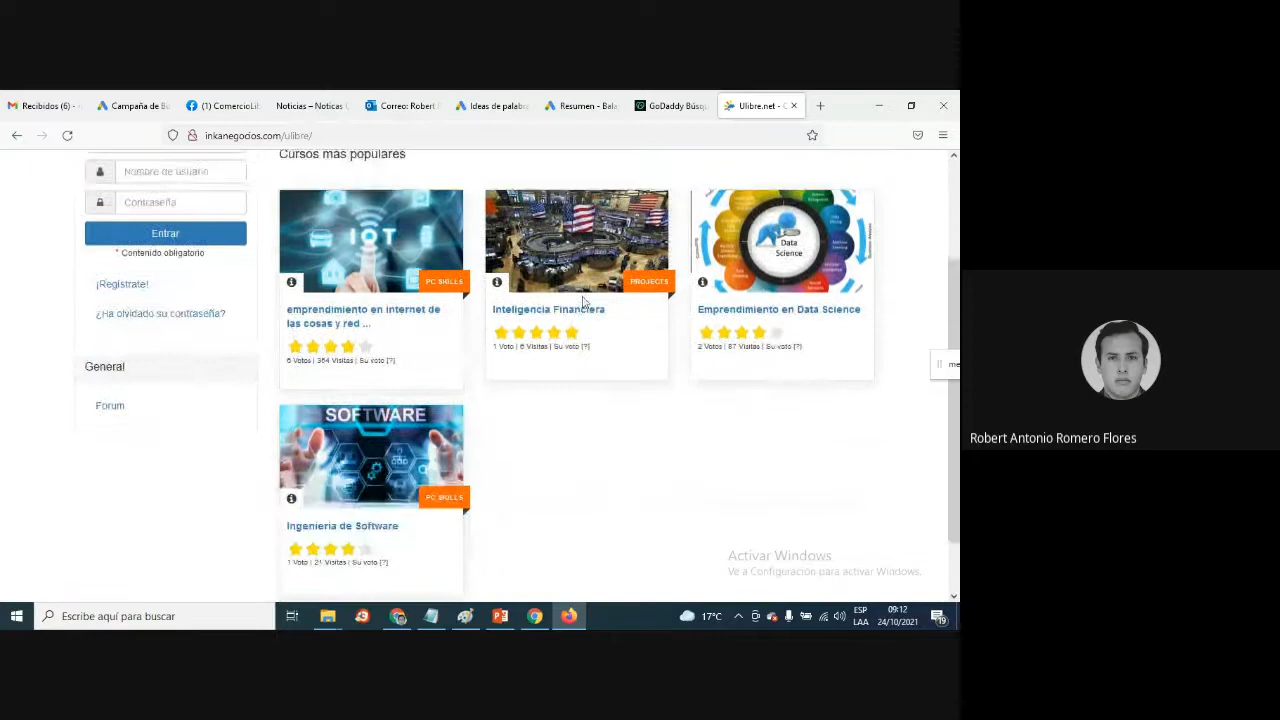 Recibidos (6) -
Campaña de B
(1) ComercioLi
Noticias – Noticas
Correo: Robert
Ideas de palabr
Resumen - Bala
GoDaddy Búsq
Ulibre.net - C
inkanegocios.com/ulibre/
Cursos más populares
Nombre de usuario
Contraseña
Entrar
* Contenido obligatorio
¡Regístrate!
¿Ha olvidado su contraseña?
General
Forum
IOT
PC SKILLS
emprendimiento en internet de
las cosas y red ...
6 Votos | 354 Visitas | Su voto [?]
PROJECTS
Inteligencia Financiera
1 Voto | 6 Visitas | Su voto [?]
Data
Science
Emprendimiento en Data Science
2 Votos | 87 Visitas | Su voto [?]
SOFTWARE
PC SKILLS
Ingenieria de Software
1 Voto | 21 Visitas | Su voto [?]
me
Robert Antonio Romero Flores
Activar Windows
Ve a Configuración para activar Windows.
Escribe aquí para buscar
17°C
ESP
LAA
09:12
24/10/2021
19